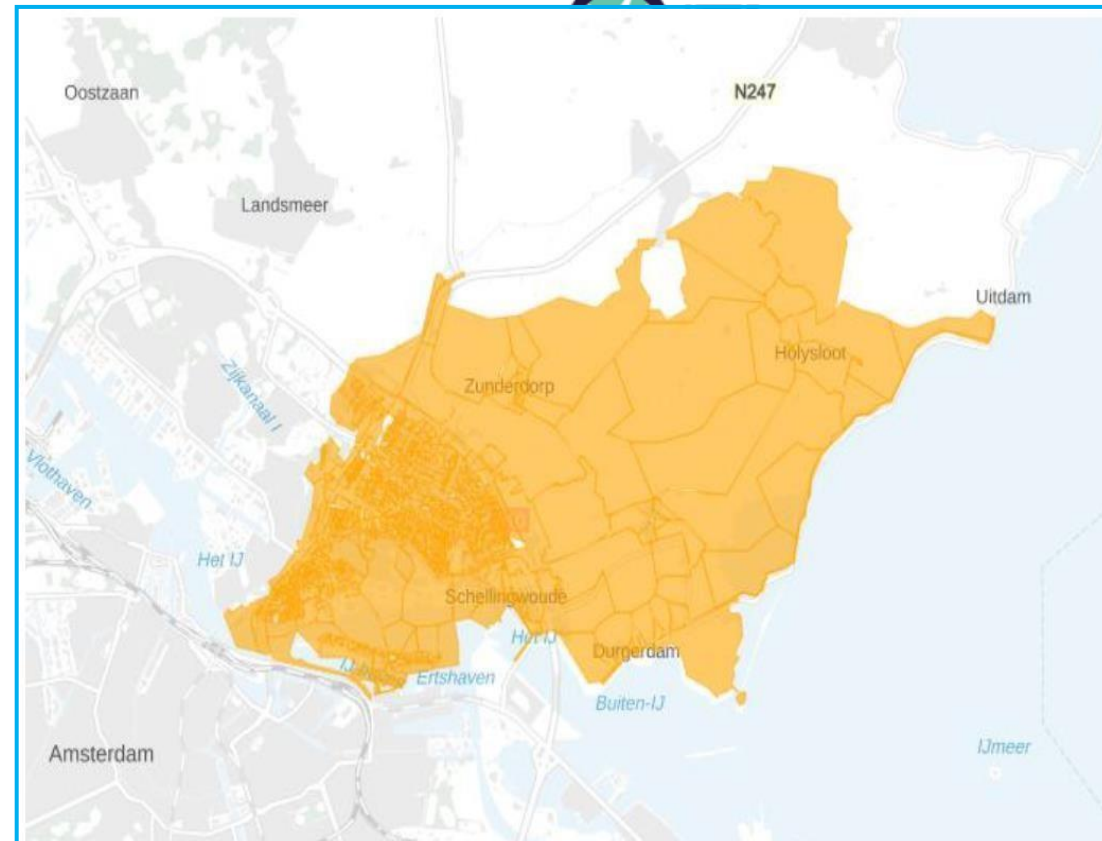 N247
Oostzaan
Landsmeer
Uitdam
Holysloot
Zunderdorp
Zijkanaal I
Vlothaven
Het IJ
Schellingwoude
Het IJ
Durgerdam
Ertshaven
Buiten-IJ
Amsterdam
IJmeer